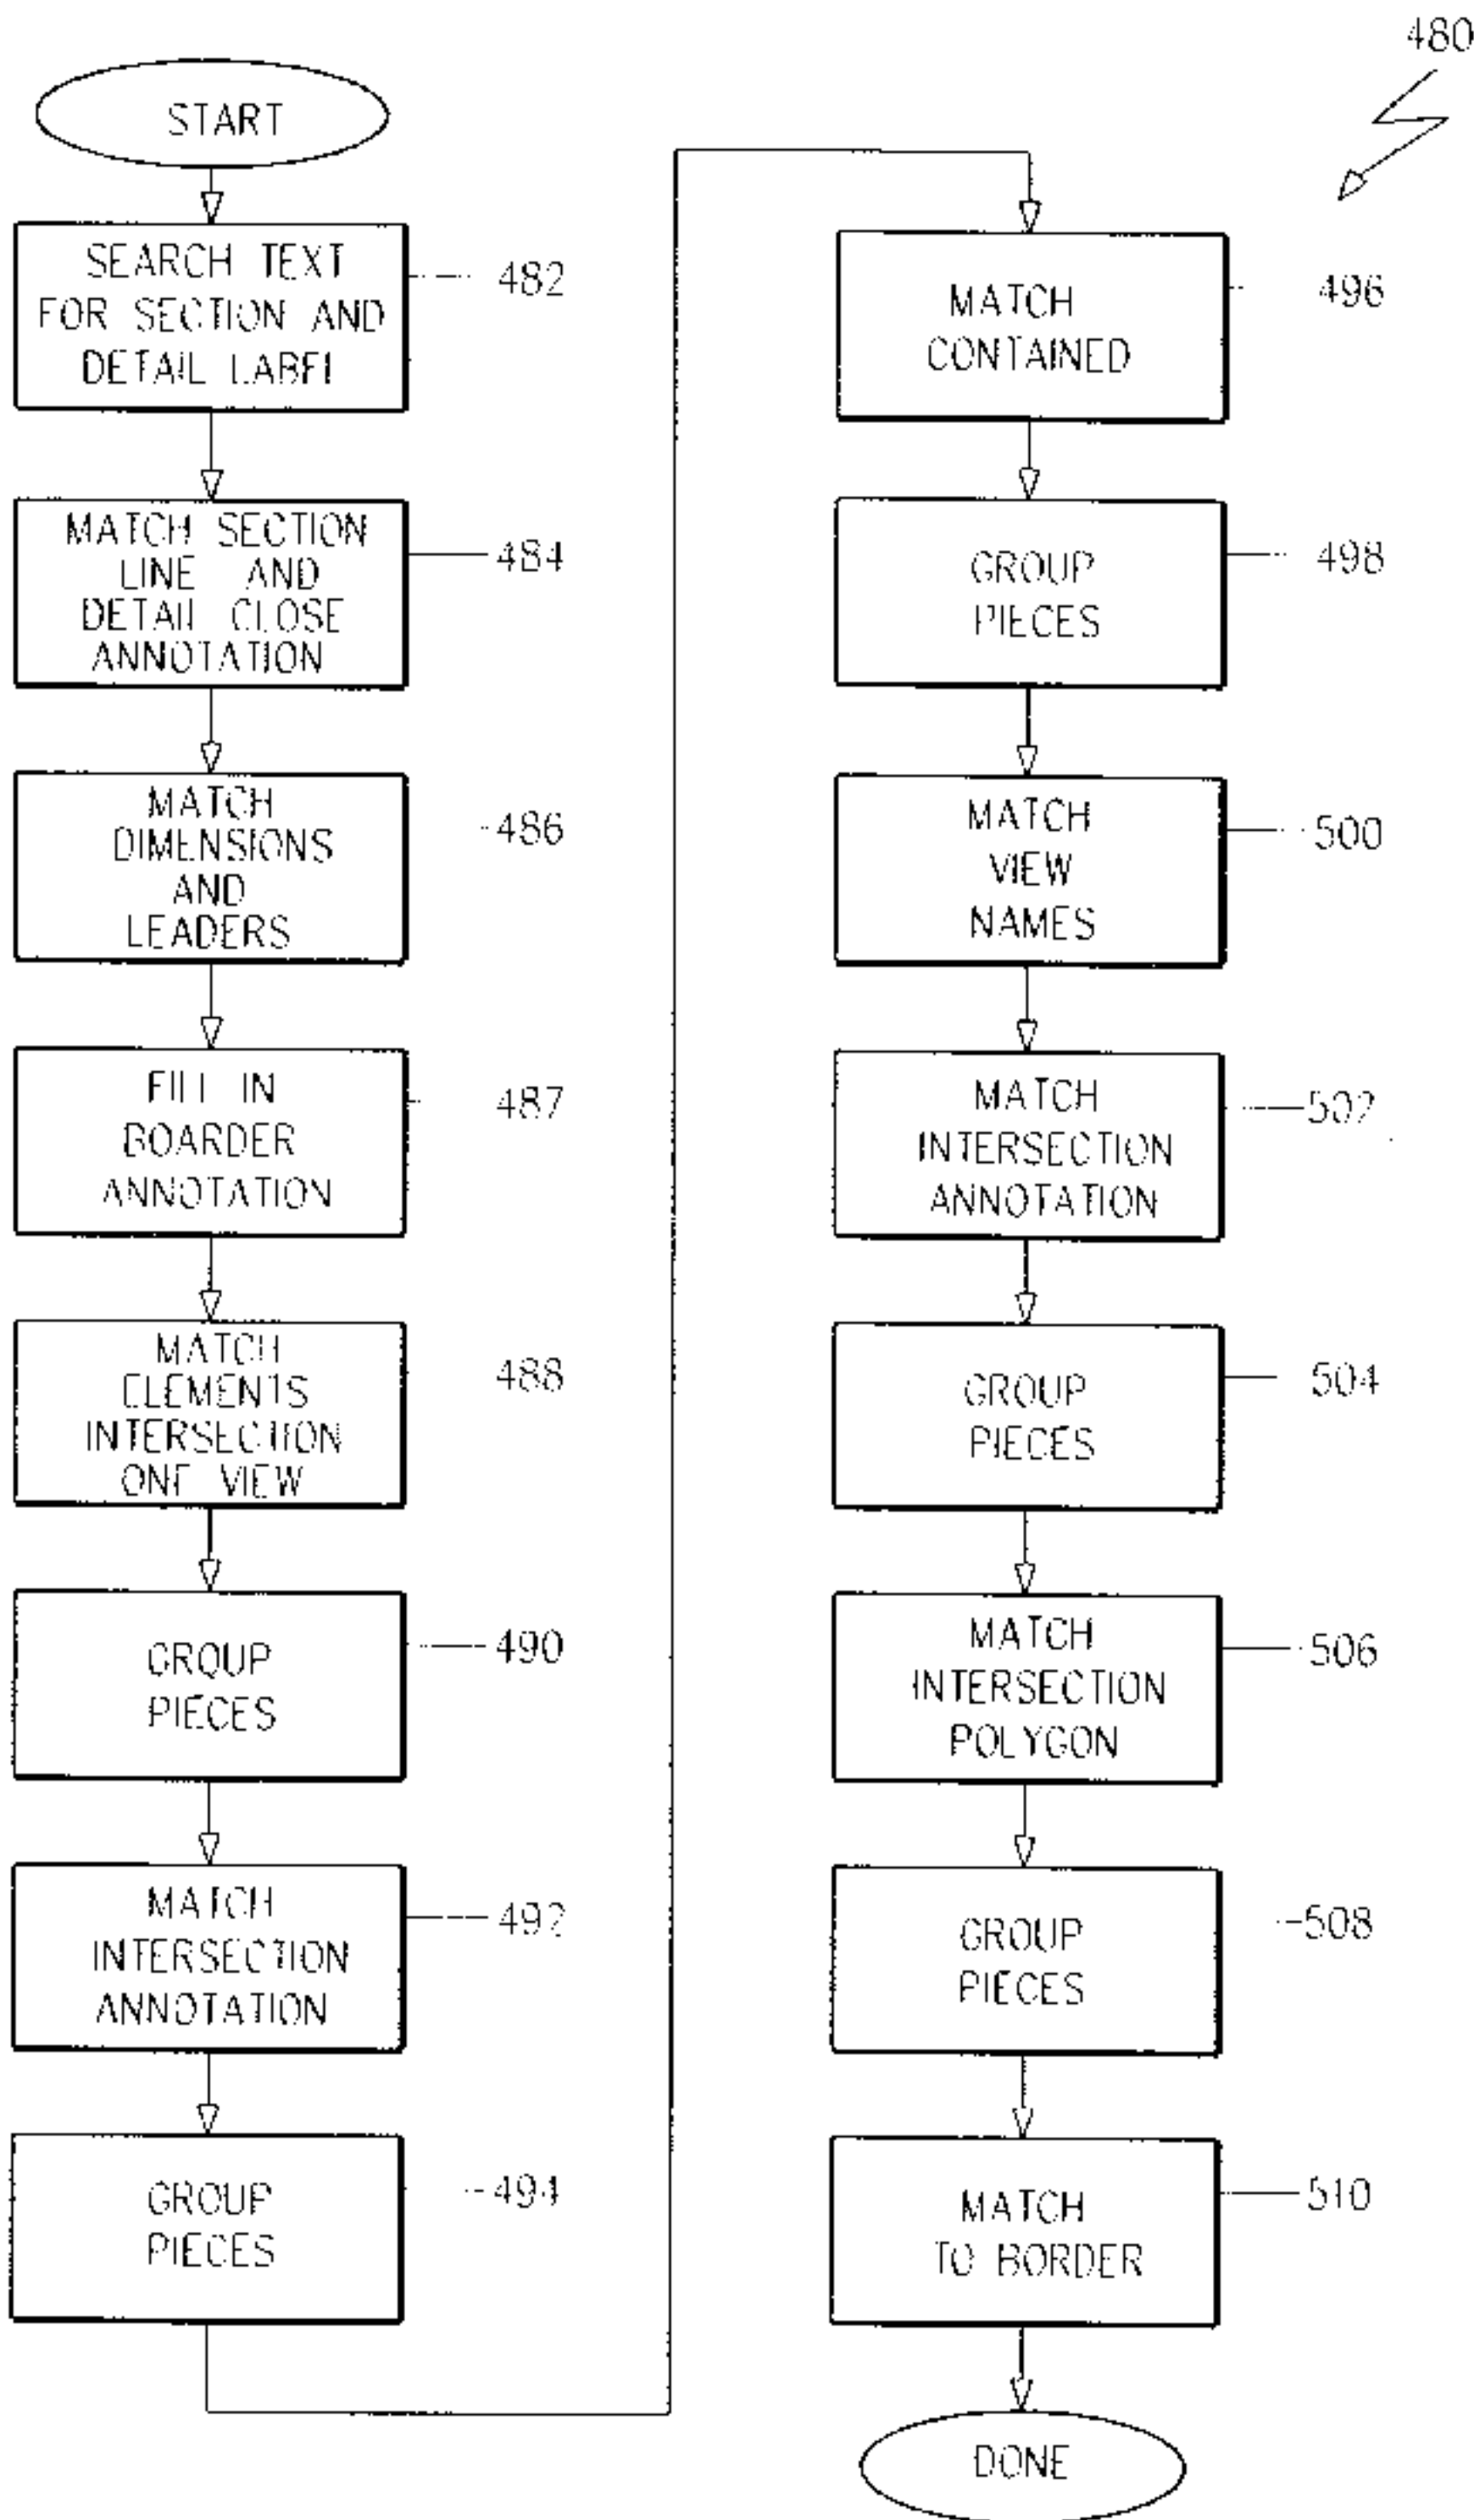 480
START
SEARCH TEXT
FOR SECTION AND
DETAIL LABEL
482
MATCH SECTION
LINE AND
DETAIL CLOSE
ANNOTATION
484
MATCH
DIMENSIONS
AND
LEADERS
486
FILL IN
BOARDER
ANNOTATION
487
MATCH
ELEMENTS
INTERSECTION
ONE VIEW
488
GROUP
PIECES
490
MATCH
INTERSECTION
ANNOTATION
492
GROUP
PIECES
494
MATCH
CONTAINED
496
GROUP
PIECES
498
MATCH
VIEW
NAMES
500
MATCH
INTERSECTION
ANNOTATION
502
GROUP
PIECES
504
MATCH
INTERSECTION
POLYGON
506
GROUP
PIECES
508
MATCH
TO BORDER
510
DONE